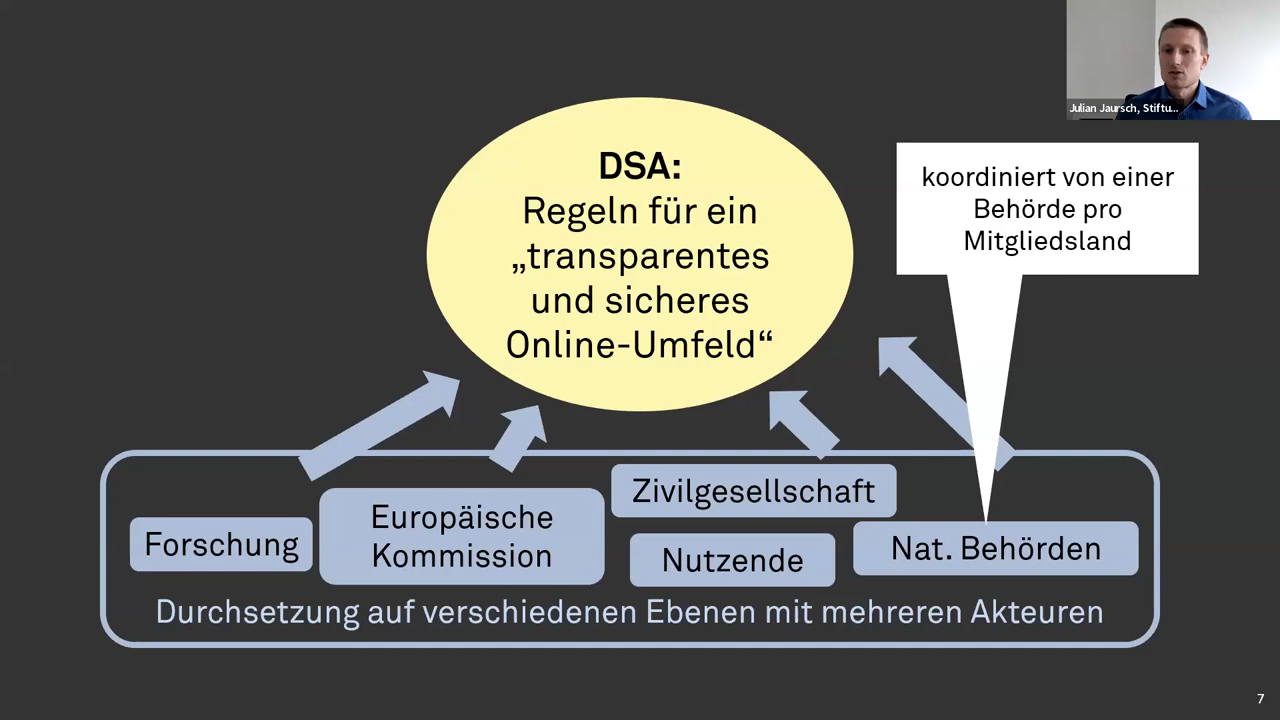 Julian Jaursch, Stiftu...
DSA:
Regeln für ein
„transparentes
und sicheres
Online-Umfeld“
koordiniert von einer
Behörde pro
Mitgliedsland
Forschung
Europäische
Kommission
Zivilgesellschaft
Nutzende
Nat. Behörden
Durchsetzung auf verschiedenen Ebenen mit mehreren Akteuren
7